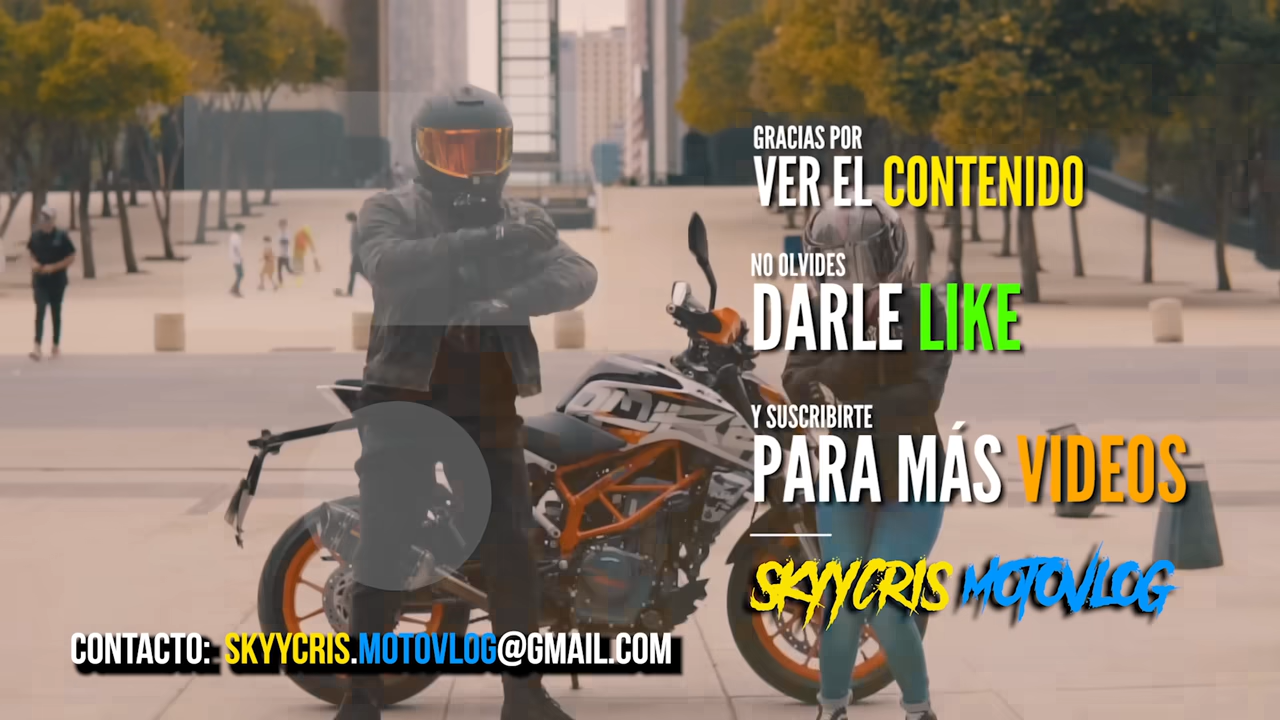 GRACIAS POR
VER EL CONTENIDO
NO OLVIDES
DARLE LIKE
Y SUSCRIBIRTE
PARA MÁS VIDEOS
SKYYCRIS MOTOVLOG
CONTACTO: SKYYCRIS.MOTOVLOG@GMAIL.COM